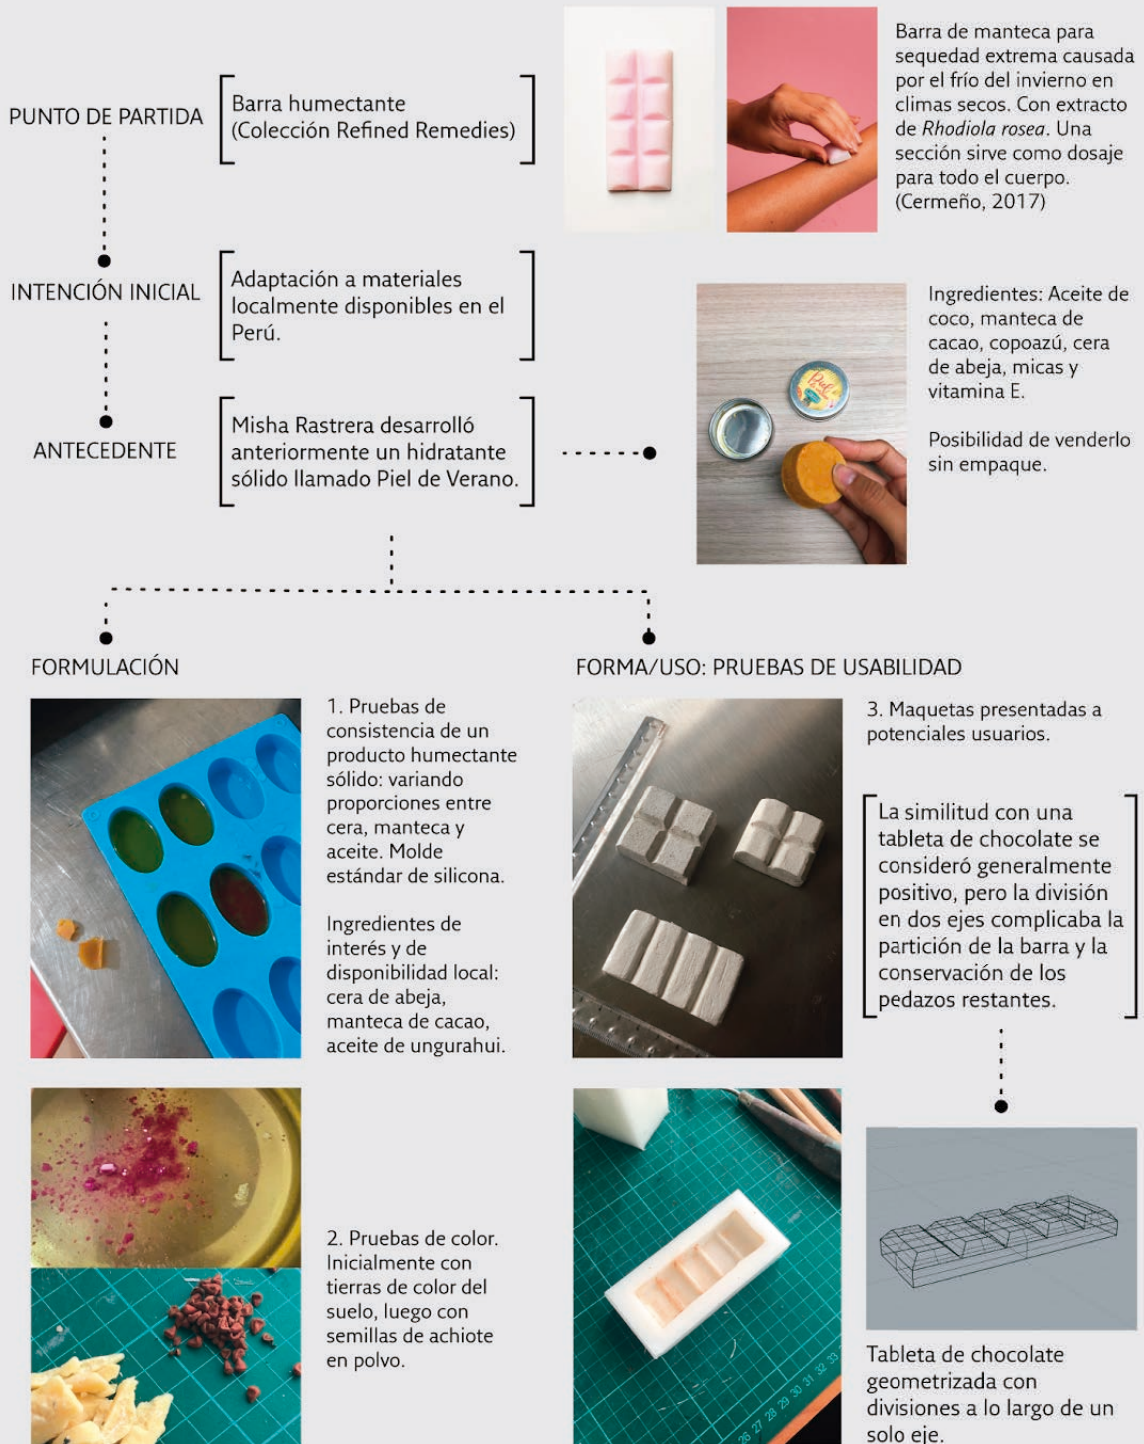 PUNTO DE PARTIDA
Barra humectante
(Colección Refined Remedies)
Barra de manteca para
sequedad extrema causada
por el frío del invierno en
climas secos. Con extracto
de Rhodiola rosea. Una
sección sirve como dosaje
para todo el cuerpo.
(Cermeño, 2017)
INTENCIÓN INICIAL
Adaptación a materiales
localmente disponibles en el
Perú.
ANTECEDENTE
Misha Rastrera desarrolló
anteriormente un hidratante
sólido llamado Piel de Verano.
Piel
Ingredientes: Aceite de
coco, manteca de
cacao, copoazú, cera
de abeja, micas y
vitamina E.
Posibilidad de venderlo
sin empaque.
FORMULACIÓN
1. Pruebas de
consistencia de un
producto humectante
sólido: variando
proporciones entre
cera, manteca y
aceite. Molde
estándar de silicona.
Ingredientes de
interés y de
disponibilidad local:
cera de abeja,
manteca de cacao,
aceite de ungurahui.
2. Pruebas de color.
Inicialmente con
tierras de color del
suelo, luego con
semillas de achiote
en polvo.
FORMA/USO: PRUEBAS DE USABILIDAD
3. Maquetas presentadas a
potenciales usuarios.
La similitud con una
tableta de chocolate se
consideró generalmente
positivo, pero la división
en dos ejes complicaba la
partición de la barra y la
conservación de los
pedazos restantes.
26 27 28 29 30 31 32 33
Tableta de chocolate
geometrizada con
divisiones a lo largo de un
solo eje.